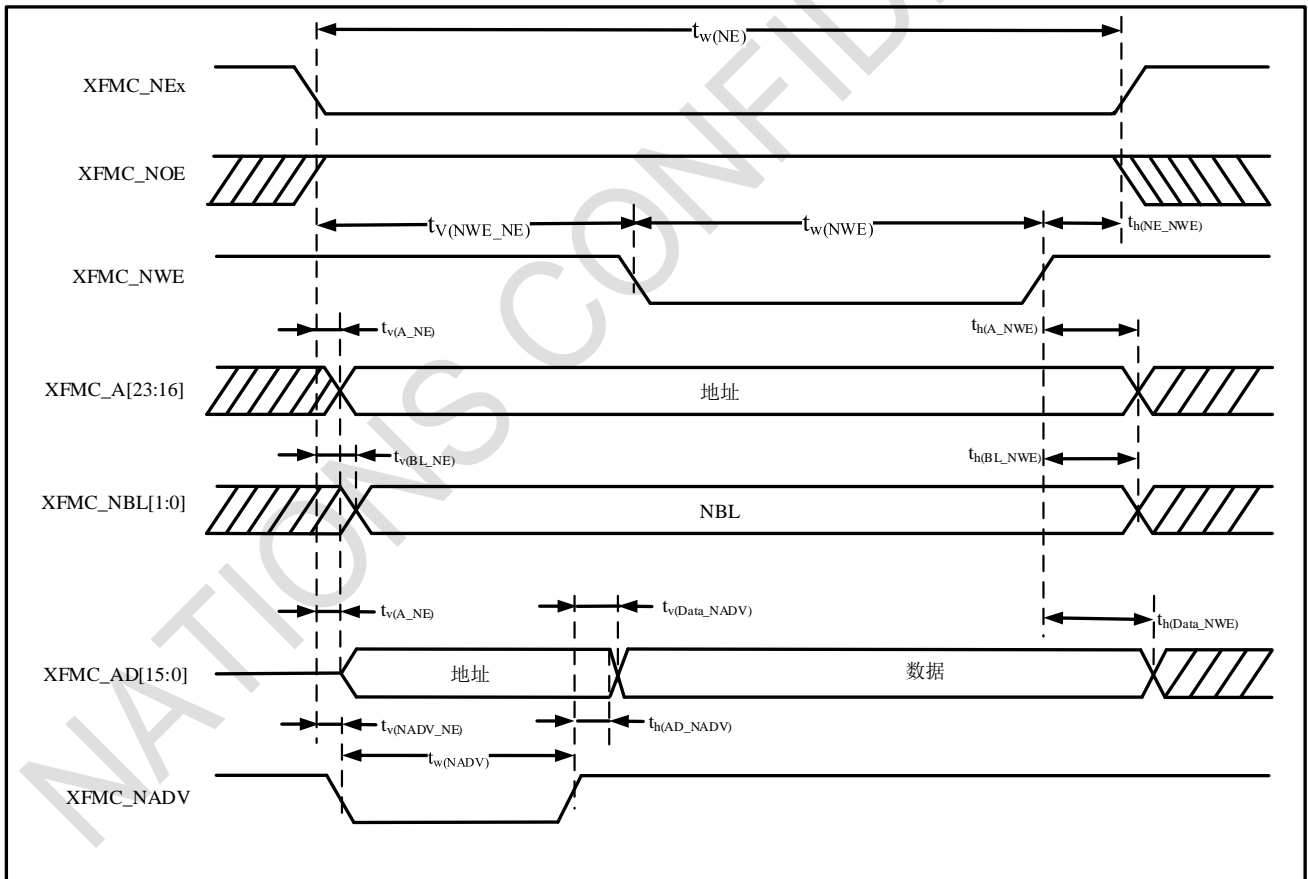 tw(NE)
XFMC_NEx
XFMC_NOE
tV(NWE_NE)
tw(NWE)
th(NE_NWE)
XFMC_NWE
tv(A_NE)
th(A_NWE)
XFMC_A[23:16]
地址
tv(BL_NE)
th(BL_NWE)
XFMC_NBL[1:0]
NBL
tv(A_NE)
tv(Data_NADV)
th(Data_NWE)
XFMC_AD[15:0]
地址
数据
tv(NADV_NE)
th(AD_NADV)
tw(NADV)
XFMC_NADV
NATIONS CONFID